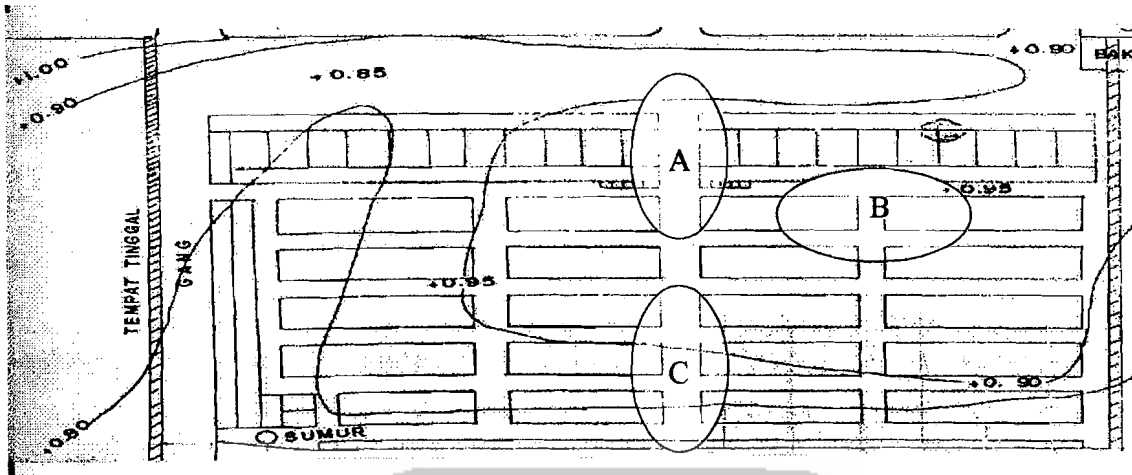 +1.00
+0.90
+0.85
+0.90
BAK
A
+0.95
B
TEMPAT TINGGAL
GANG
+0.95
C
+0.90
+0.80
SUMUR